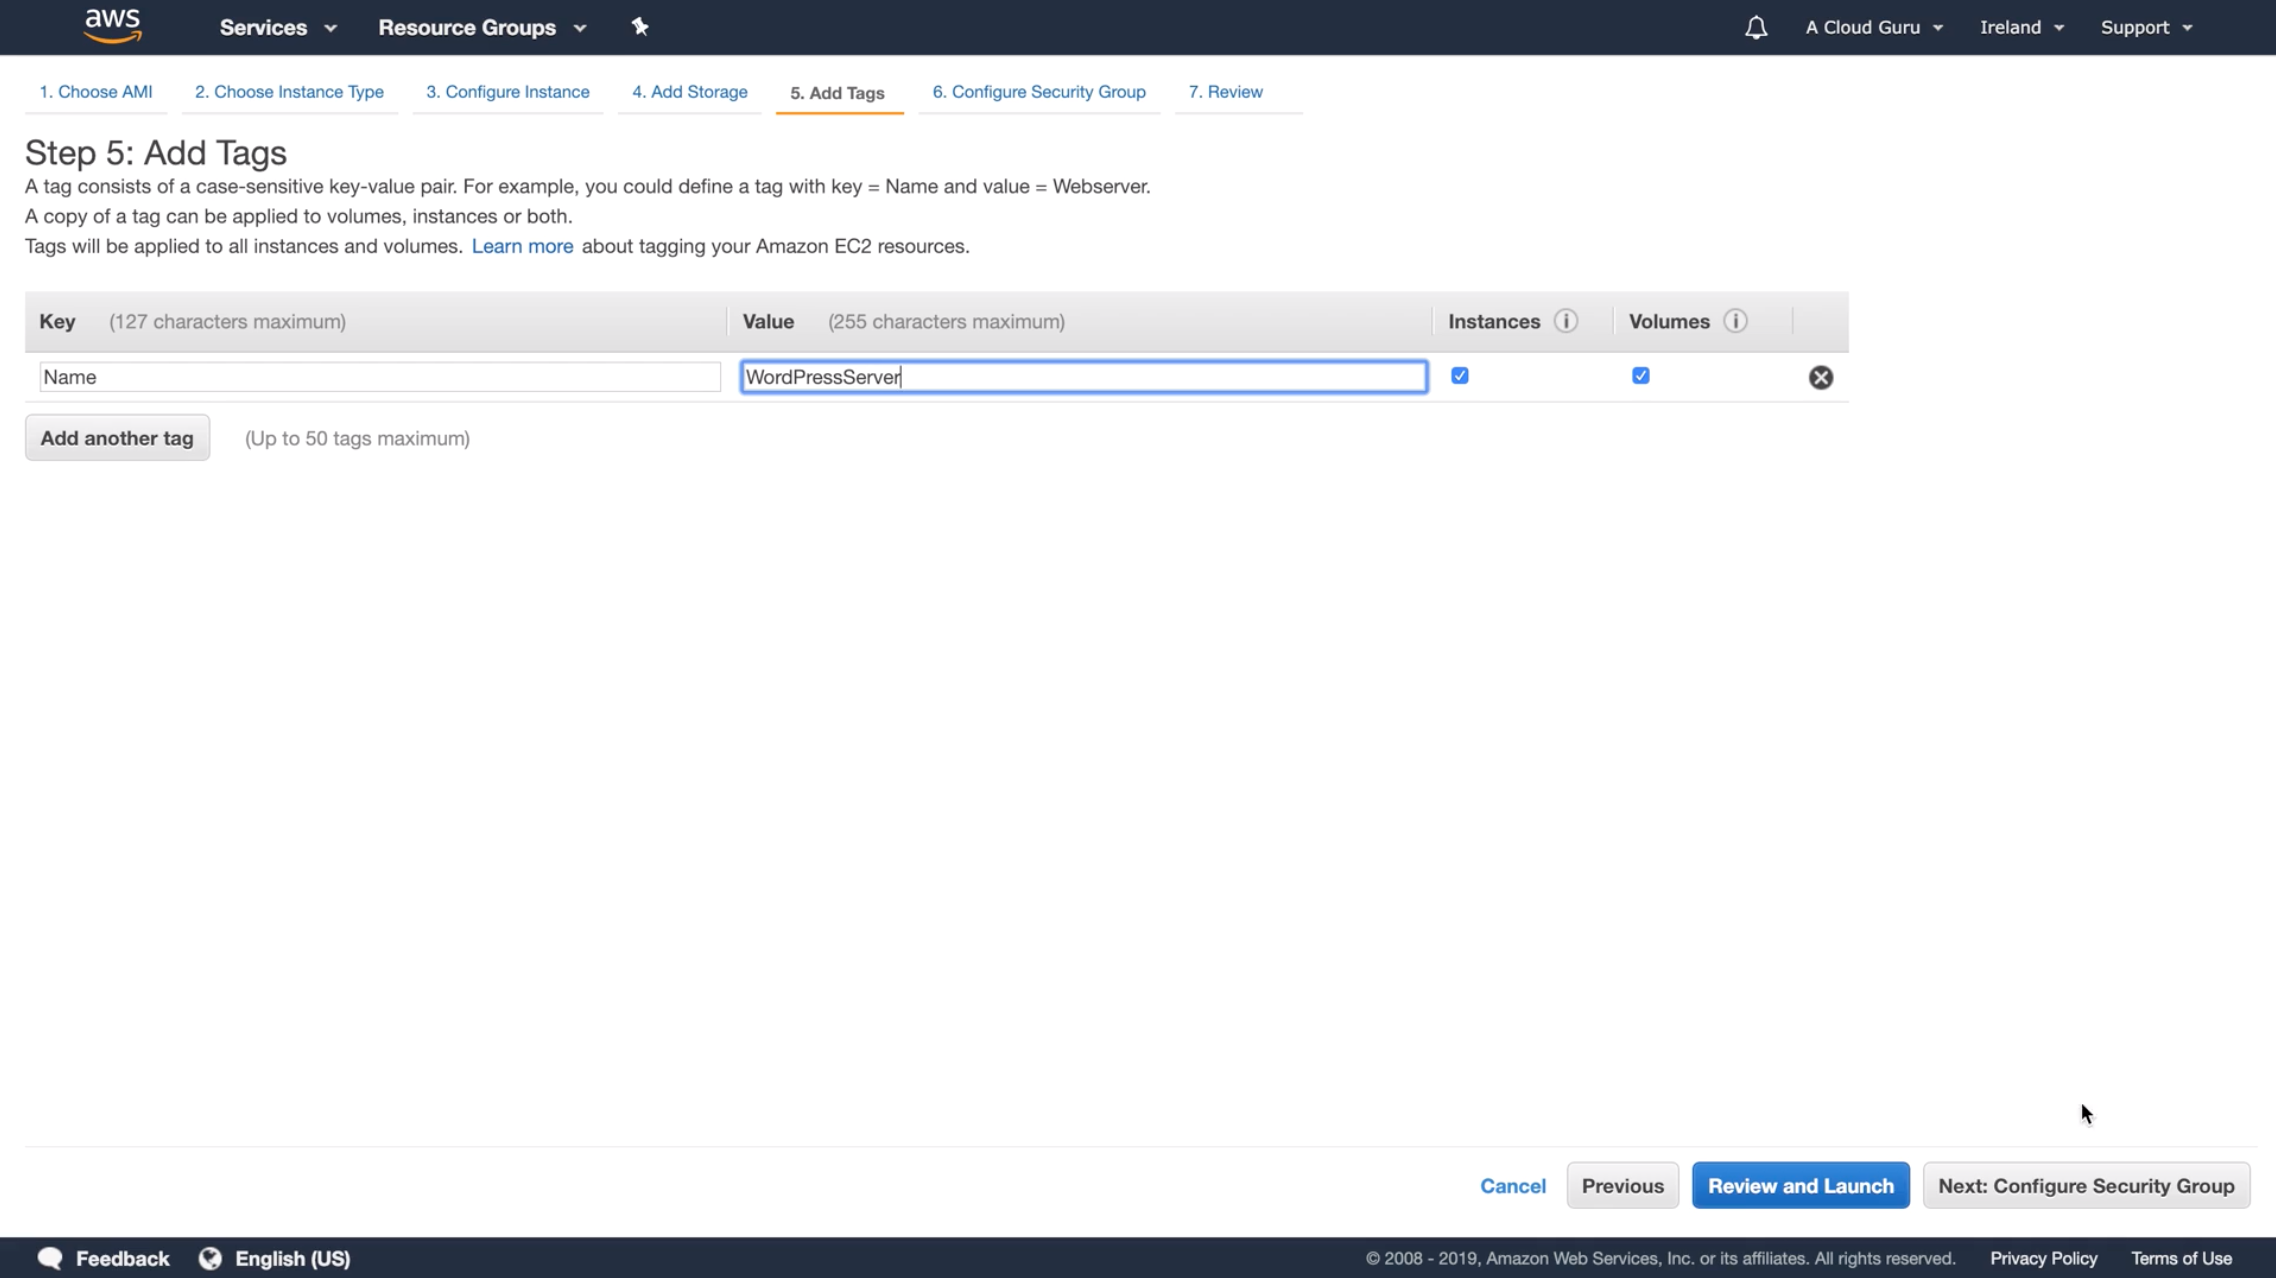 aws Services Resource Groups A Cloud Guru Ireland Support
1. Choose AMI 2. Choose Instance Type 3. Configure Instance 4. Add Storage 5. Add Tags 6. Configure Security Group 7. Review
Step 5: Add Tags
A tag consists of a case-sensitive key-value pair. For example, you could define a tag with key = Name and value = Webserver.
A copy of a tag can be applied to volumes, instances or both.
Tags will be applied to all instances and volumes. Learn more about tagging your Amazon EC2 resources.
Key (127 characters maximum) Value (255 characters maximum) Instances i Volumes i
Name WordPressServer
Add another tag (Up to 50 tags maximum)
Cancel Previous Review and Launch Next: Configure Security Group
Feedback English (US) © 2008 - 2019, Amazon Web Services, Inc. or its affiliates. All rights reserved. Privacy Policy Terms of Use